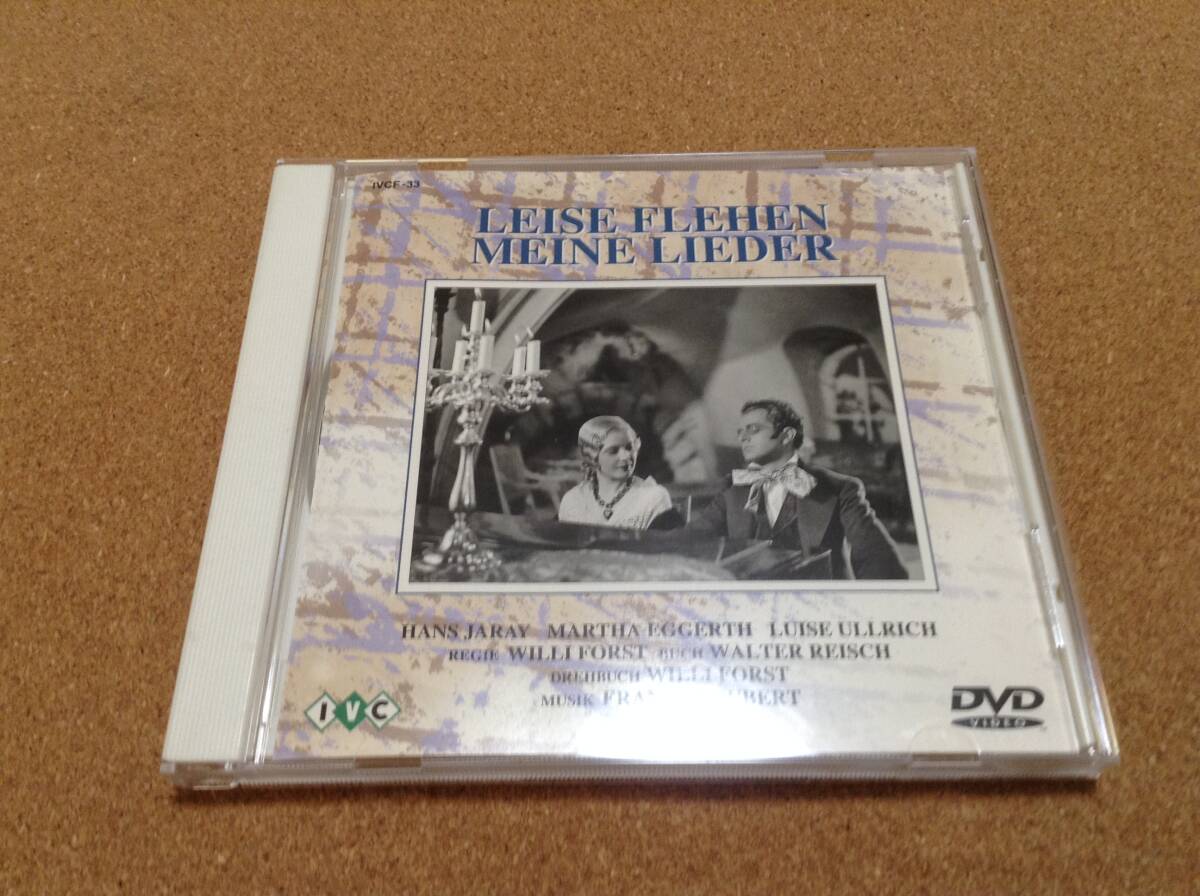 IVCF-33
LEISE FLEHEN
MEINE LIEDER
HANS JARAY MARTHA EGGERTH LUISE ULLRICH
REGIE WILLI FORST BUCH WALTER REISCH
DREHBUCH WILLI FORST
MUSIK
IVC
DVD
VIDEO